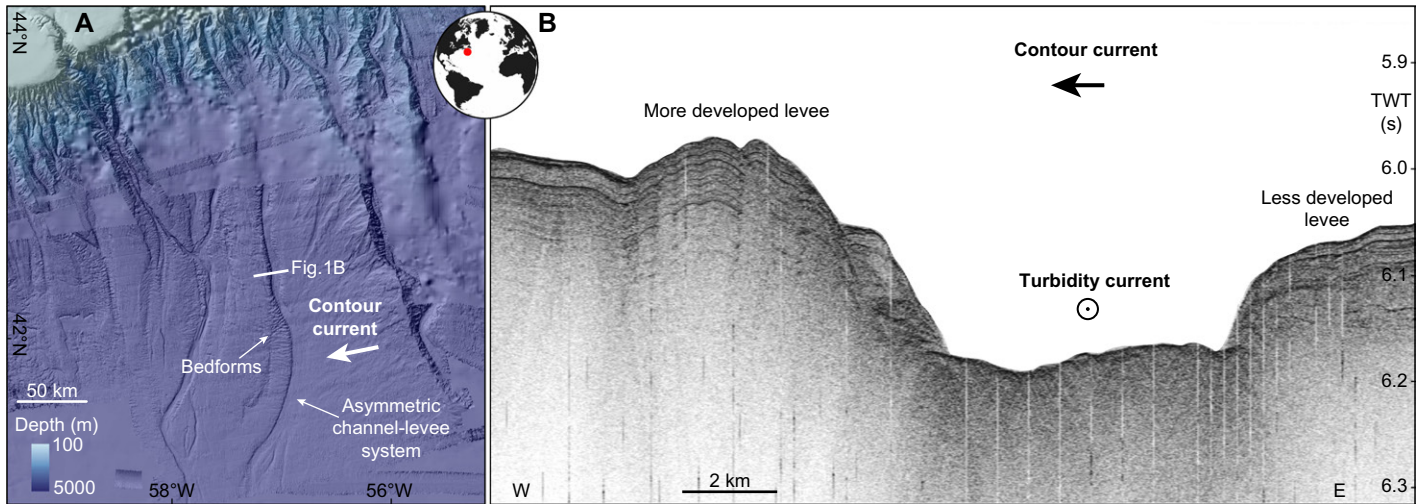 A
44°N
42°N
Fig.1B
Contour
current
Bedforms
50 km
Asymmetric
channel-levee
system
Depth (m)
100
5000
58°W
56°W
B
Contour current
More developed levee
5.9
TWT
(s)
6.0
Less developed
levee
6.1
Turbidity current
6.2
W
2 km
E
6.3